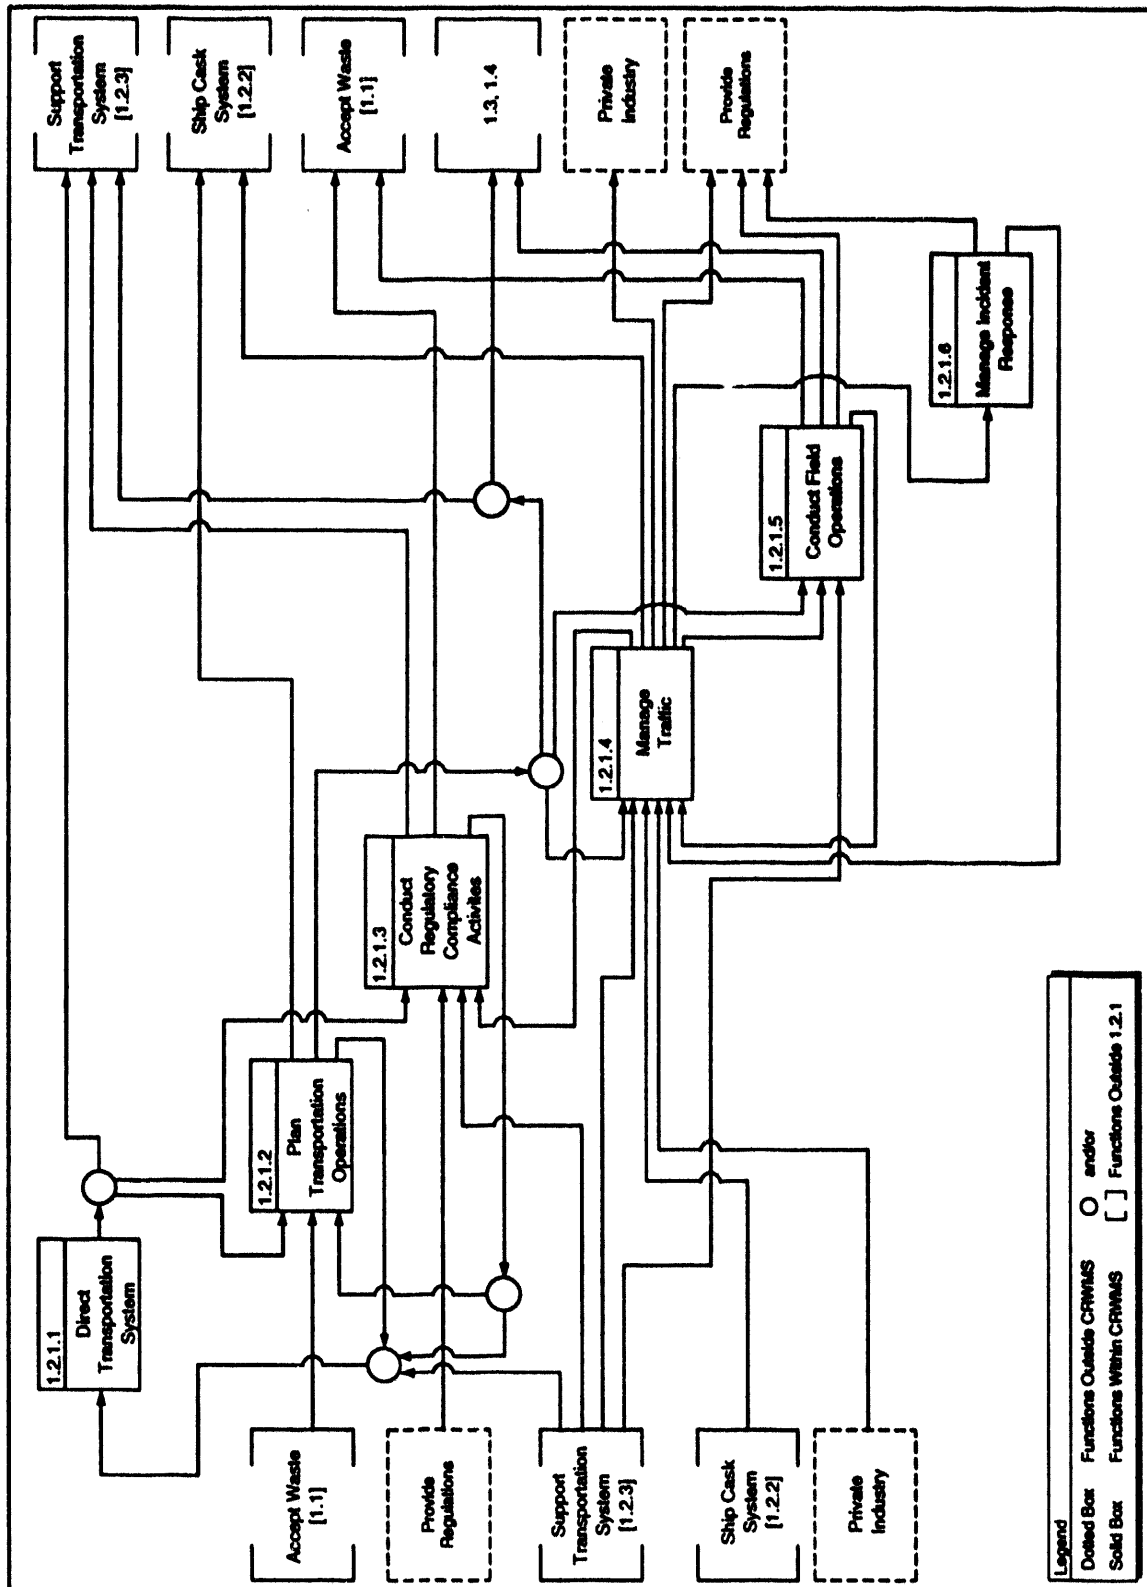 1.2.1.1
Direct
Transportation
System
1.2.1.2
Plan
Transportation
Operations
1.2.1.3
Conduct
Regulatory
Compliance
Activites
1.2.1.4
Manage
Traffic
1.2.1.5
Conduct Field
Operations
1.2.1.6
Manage Incident
Response
Accept Waste
[1.1]
Provide
Regulations
Support
Transportation
System
[1.2.3]
Ship Cask
System
[1.2.2]
Private
Industry
Support
Transportation
System
[1.2.3]
Ship Cask
System
[1.2.2]
Accept Waste
[1.1]
1.3, 1.4
Private
Industry
Provide
Regulations
Legend
Dotted Box Functions Outside CRWMS and/or
Solid Box Functions Within CRWMS [ ] Functions Outside 1.2.1